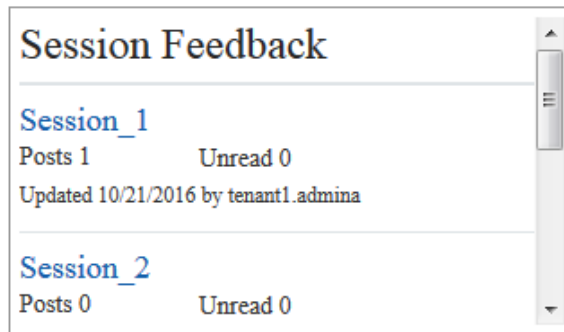 Session Feedback
Session_1
Posts 1 Unread 0
Updated 10/21/2016 by tenant1.admina
Session_2
Posts 0 Unread 0